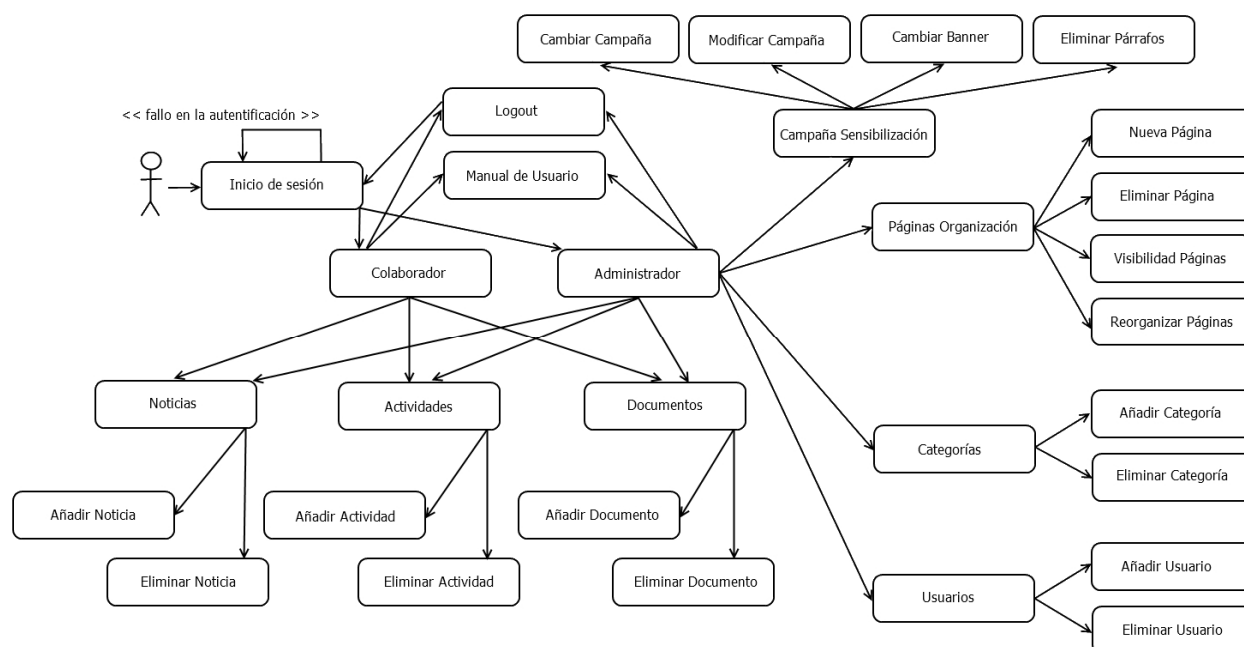 Cambiar Campaña
Modificar Campaña
Cambiar Banner
Eliminar Párrafos
<< fallo en la autentificación >>
Logout
Campaña Sensibilización
Nueva Página
Inicio de sesión
Manual de Usuario
Eliminar Página
Páginas Organización
Visibilidad Páginas
Colaborador
Administrador
Reorganizar Páginas
Noticias
Actividades
Documentos
Añadir Categoría
Categorías
Eliminar Categoría
Añadir Noticia
Añadir Actividad
Añadir Documento
Eliminar Noticia
Eliminar Actividad
Eliminar Documento
Añadir Usuario
Usuarios
Eliminar Usuario